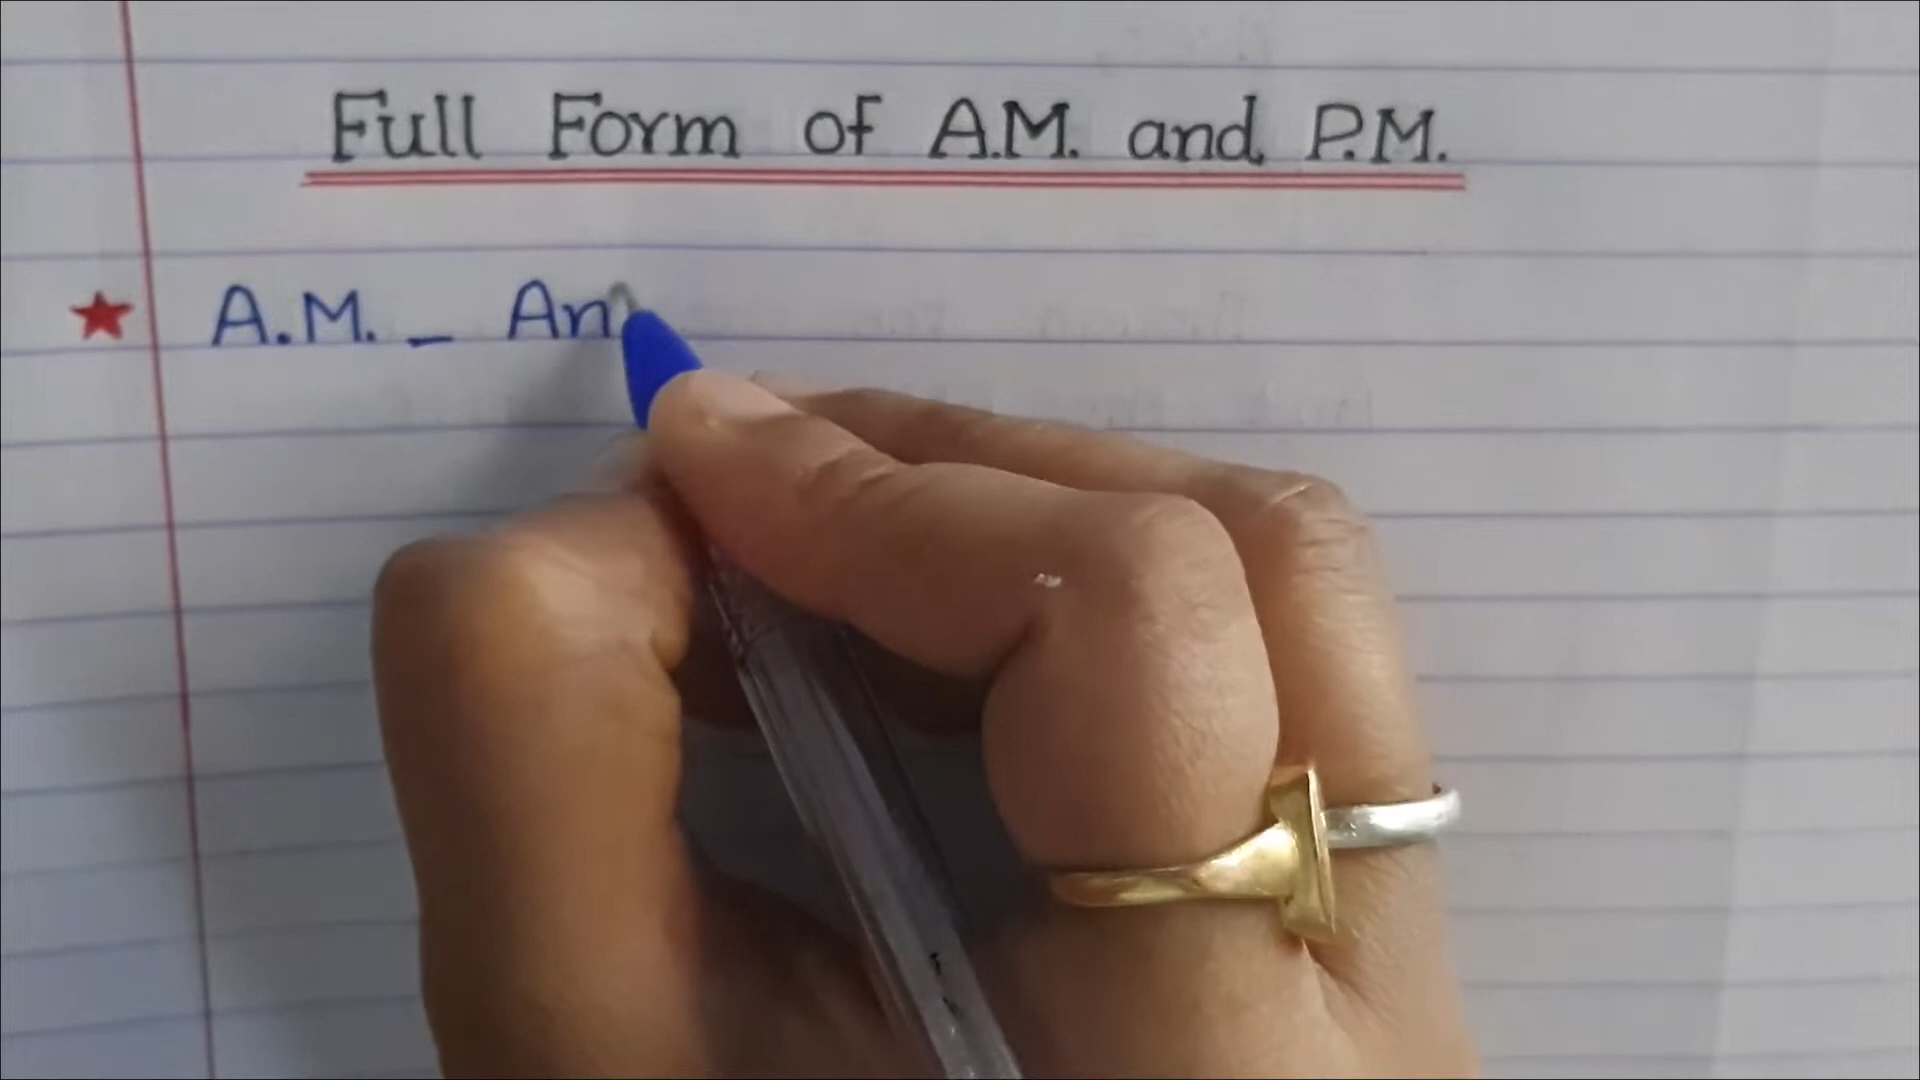 Full Form of A.M. and P.M.
A.M. - An